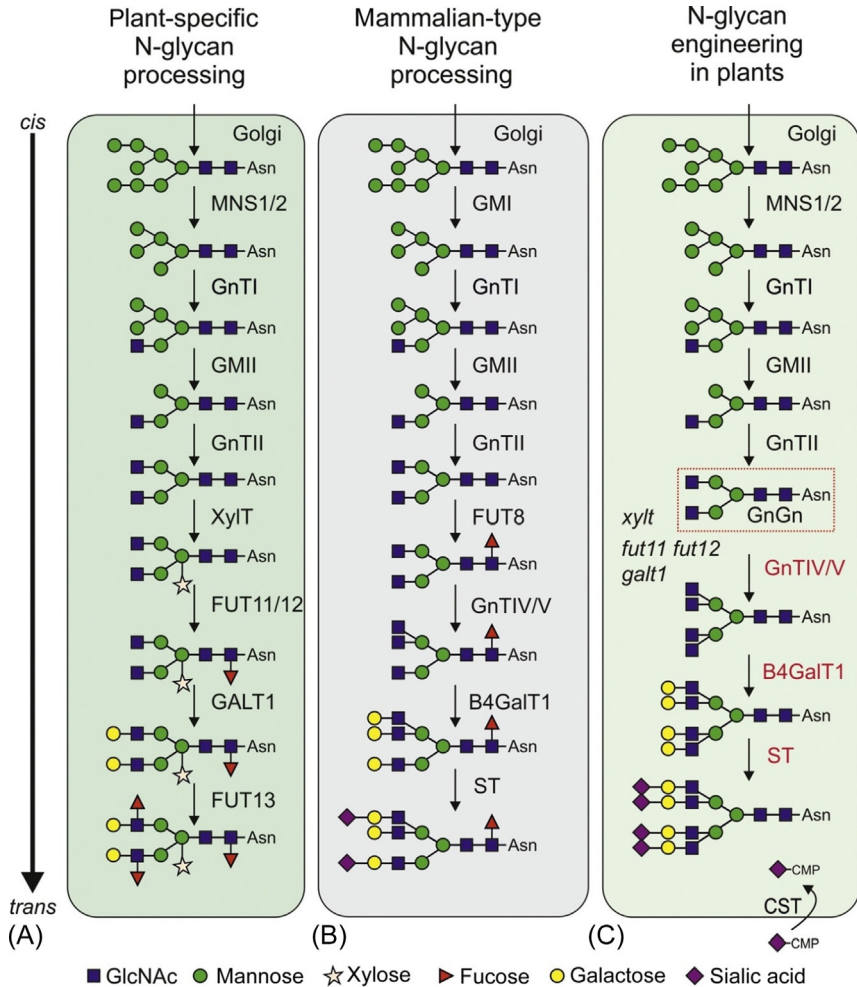 Plant-specific
N-glycan
processing
Mammalian-type
N-glycan
processing
N-glycan
engineering
in plants
cis
trans
Golgi
Asn
MNS1/2
Asn
GnTI
Asn
GMII
Asn
GnTII
Asn
XylT
Asn
FUT11/12
Asn
GALT1
Asn
FUT13
Asn
(A)
Golgi
Asn
GMI
Asn
GnTI
Asn
GMII
Asn
GnTII
Asn
FUT8
Asn
GnTIV/V
Asn
B4GalT1
Asn
ST
Asn
(B)
Golgi
Asn
MNS1/2
Asn
GnTI
Asn
GMII
Asn
GnTII
Asn
GnGn
xylt
fut11 fut12
galt1
GnTIV/V
Asn
B4GalT1
Asn
ST
Asn
CMP
CST
CMP
(C)
GlcNAc Mannose Xylose Fucose Galactose Sialic acid